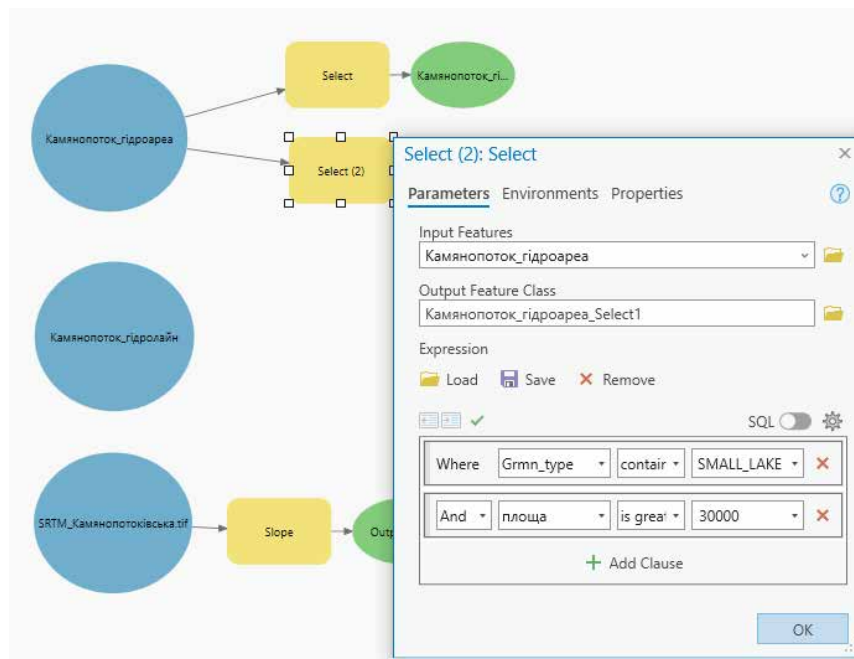 Select
Камянопоток_гі...
Камянопоток_гідроареа
Select (2)
Камянопоток_гідролайн
SRTM_Камянопотоківська.tif
Slope
Outp
Select (2): Select
Parameters Environments Properties
?
Input Features
Камянопоток_гідроареа
Output Feature Class
Камянопоток_гідроареа_Select1
Expression
Load Save Remove
SQL
Where Grmn_type contair SMALL_LAKE
And площа is great 30000
+ Add Clause
OK